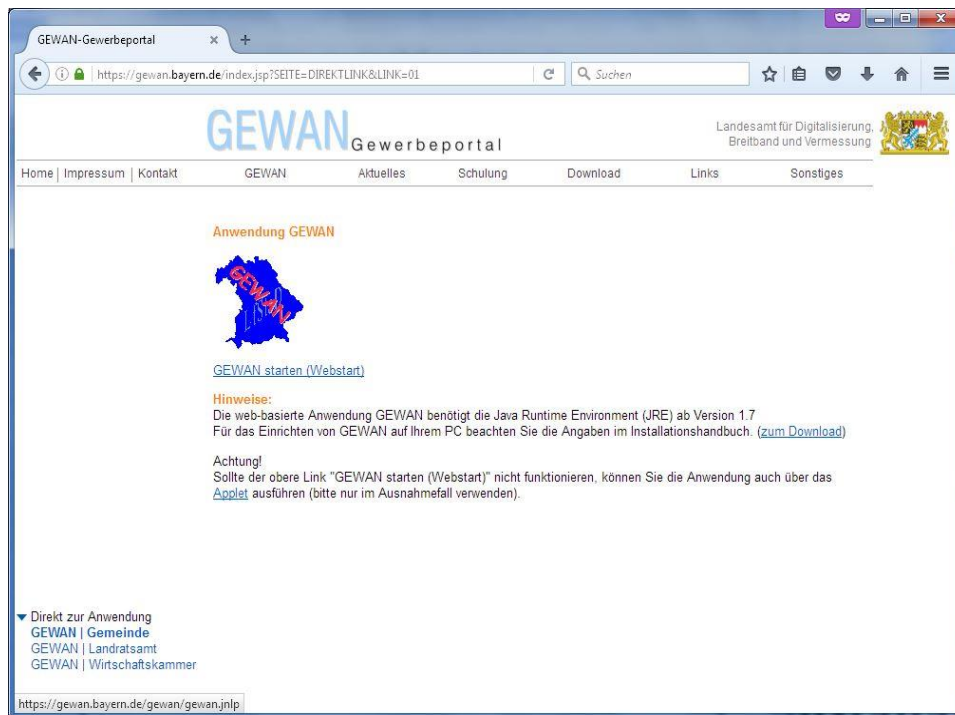 GEWAN-Gewerbeportal
https://gewan.bayern.de/index.jsp?SEITE=DIREKTLINK&LINK=01
Suchen
GEWAN Gewerbeportal
Landesamt für Digitalisierung,
Breitband und Vermessung
Home | Impressum | Kontakt GEWAN Aktuelles Schulung Download Links Sonstiges
Anwendung GEWAN
GEWAN
GEWAN starten (Webstart)
Hinweise:
Die web-basierte Anwendung GEWAN benötigt die Java Runtime Environment (JRE) ab Version 1.7
Für das Einrichten von GEWAN auf Ihrem PC beachten Sie die Angaben im Installationshandbuch. (zum Download)
Achtung!
Sollte der obere Link "GEWAN starten (Webstart)" nicht funktionieren, können Sie die Anwendung auch über das
Applet ausführen (bitte nur im Ausnahmefall verwenden).
Direkt zur Anwendung
GEWAN | Gemeinde
GEWAN | Landratsamt
GEWAN | Wirtschaftskammer
https://gewan.bayern.de/gewan/gewan.jnlp